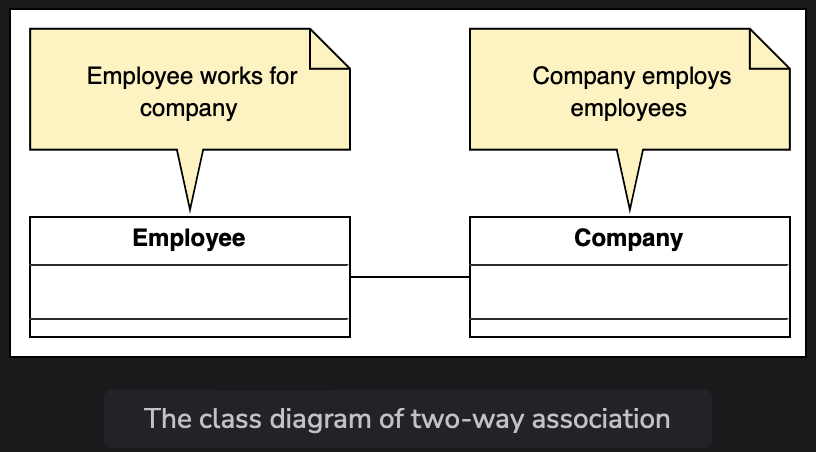 Employee works for
company
Company employs
employees
Employee
Company
The class diagram of two-way association